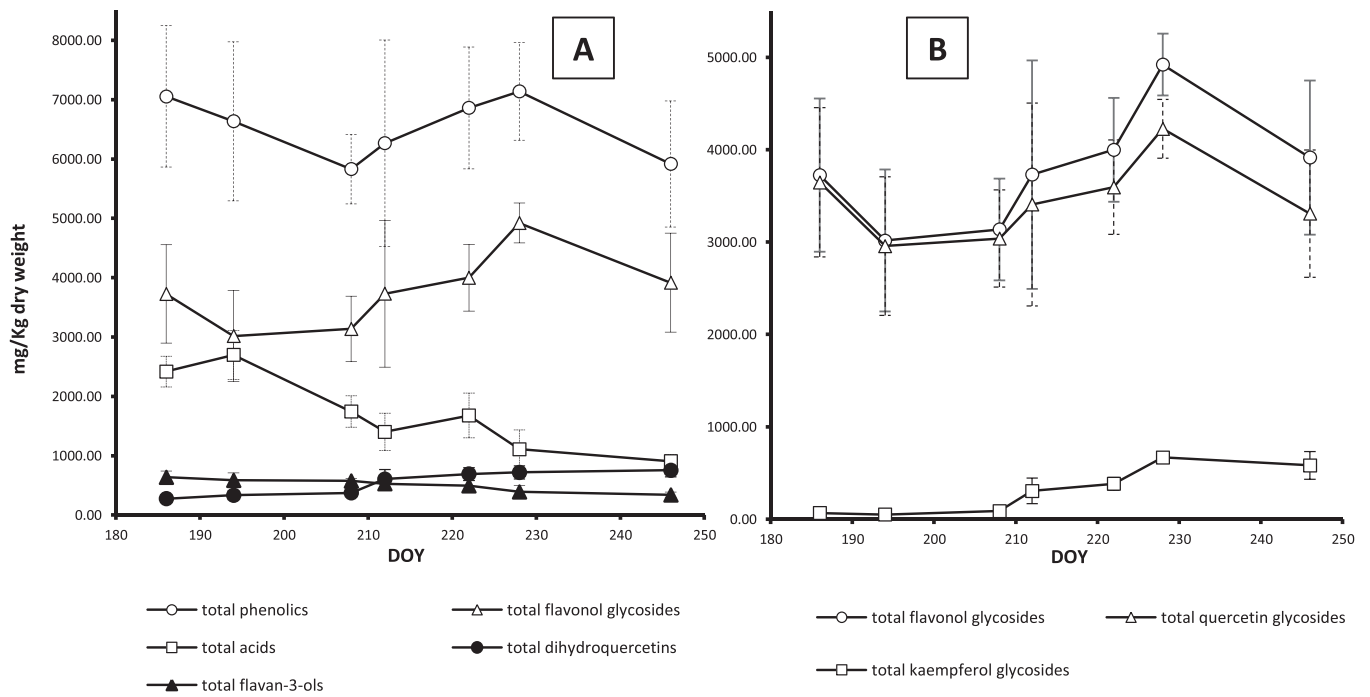 A
B
8000.00
7000.00
6000.00
5000.00
4000.00
3000.00
2000.00
1000.00
0.00
mg/Kg dry weight
180 190 200 210 220 230 240 250
DOY
5000.00
4000.00
3000.00
2000.00
1000.00
0.00
180 190 200 210 220 230 240 250
DOY
total phenolics total flavonol glycosides
total acids total dihydroquercetins
total flavan-3-ols
total flavonol glycosides total quercetin glycosides
total kaempferol glycosides